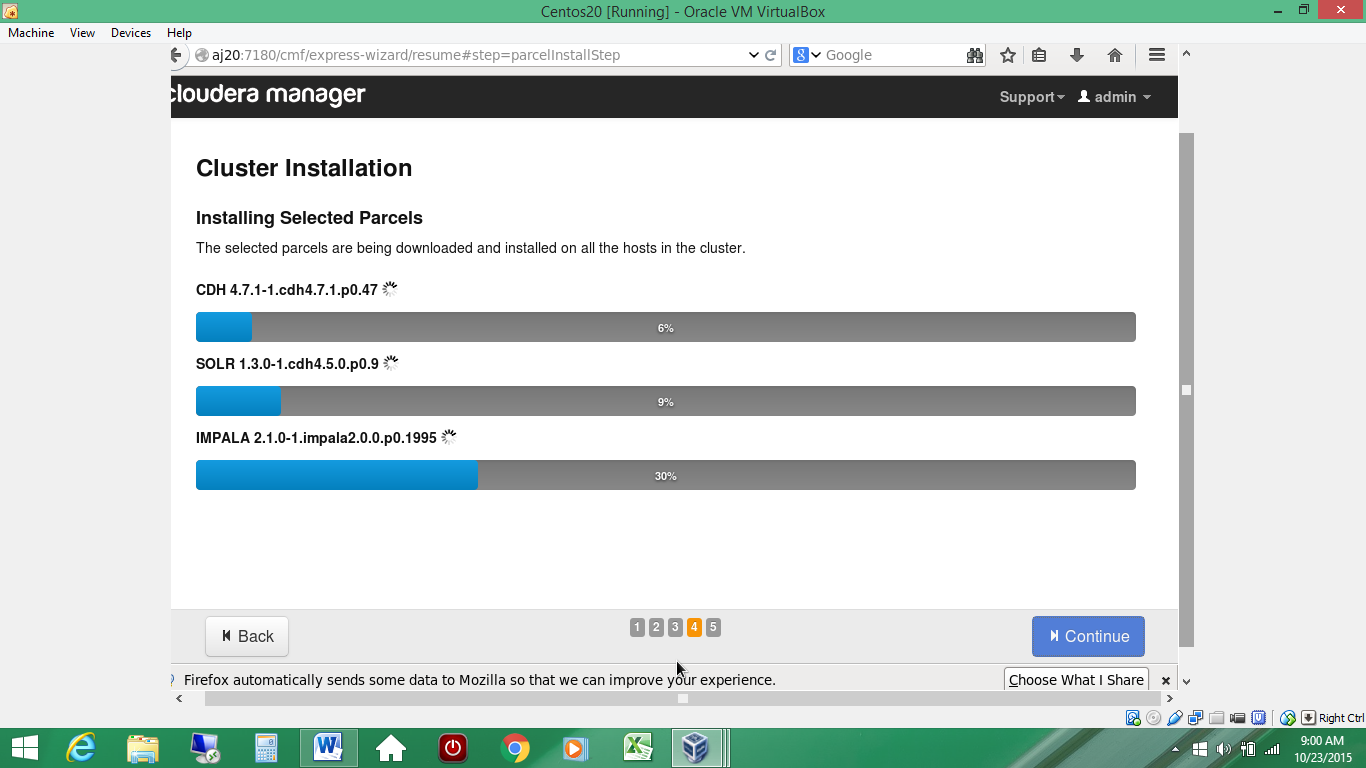 Centos20 [Running] - Oracle VM VirtualBox
Machine View Devices Help
aj20:7180/cmf/express-wizard/resume#step=parcelInstallStep
Google
cloudera manager
Support admin
Cluster Installation
Installing Selected Parcels
The selected parcels are being downloaded and installed on all the hosts in the cluster.
CDH 4.7.1-1.cdh4.7.1.p0.47
6%
SOLR 1.3.0-1.cdh4.5.0.p0.9
9%
IMPALA 2.1.0-1.impala2.0.0.p0.1995
30%
Back 1 2 3 4 5 Continue
Firefox automatically sends some data to Mozilla so that we can improve your experience. Choose What I Share
Right Ctrl
9:00 AM
10/23/2015